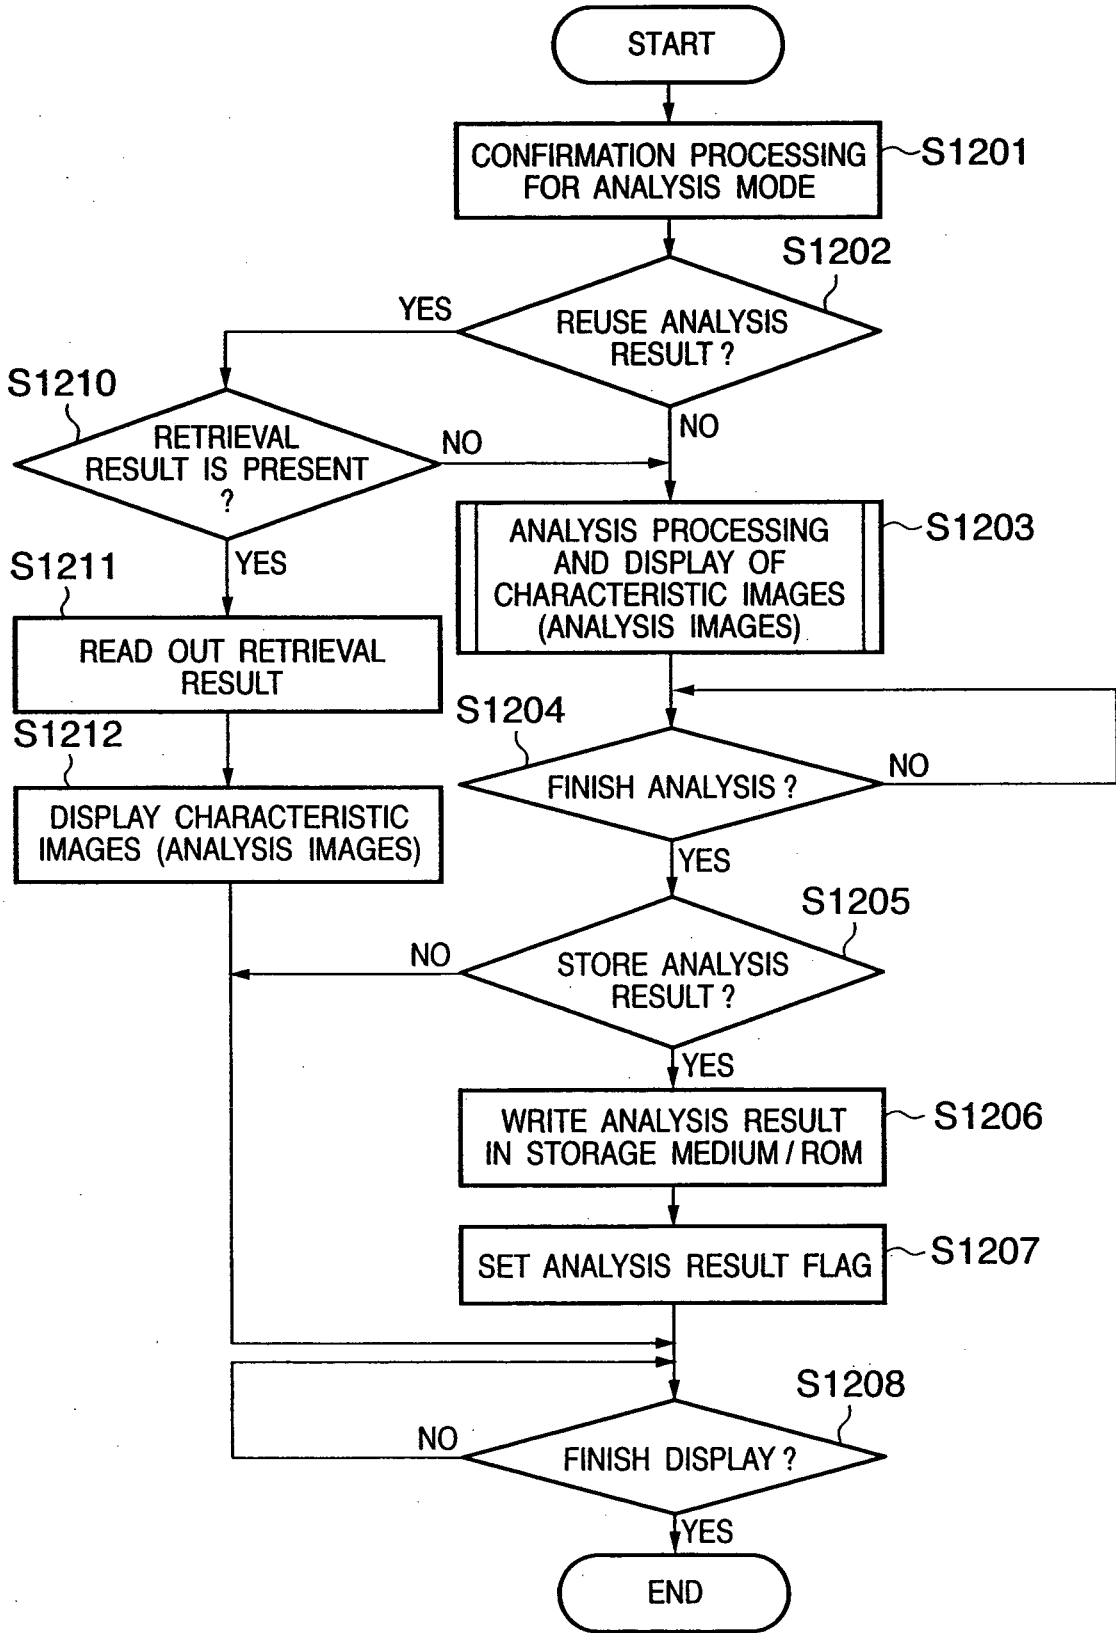 START
CONFIRMATION PROCESSING
FOR ANALYSIS MODE
S1201
S1202
REUSE ANALYSIS
RESULT ?
YES
NO
S1210
RETRIEVAL
RESULT IS PRESENT
?
NO
YES
S1203
ANALYSIS PROCESSING
AND DISPLAY OF
CHARACTERISTIC IMAGES
(ANALYSIS IMAGES)
S1211
READ OUT RETRIEVAL
RESULT
S1212
DISPLAY CHARACTERISTIC
IMAGES (ANALYSIS IMAGES)
S1204
FINISH ANALYSIS ?
NO
YES
S1205
STORE ANALYSIS
RESULT ?
NO
YES
WRITE ANALYSIS RESULT
IN STORAGE MEDIUM / ROM
S1206
SET ANALYSIS RESULT FLAG
S1207
S1208
FINISH DISPLAY ?
NO
YES
END